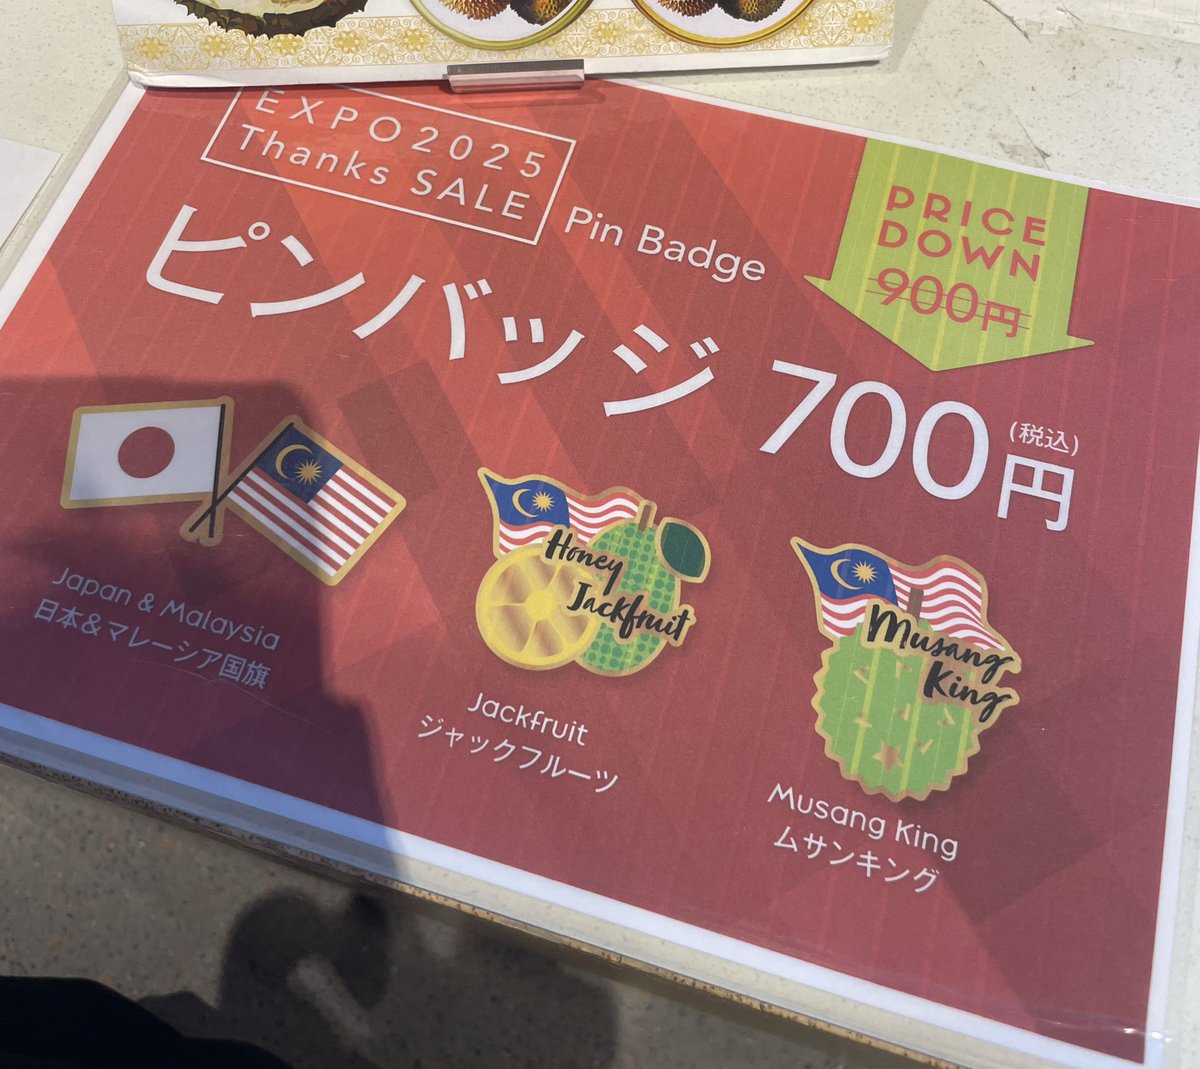 EXPO2025
Thanks SALE
Pin Badge
ピンバッジ 700円
(税込)
PRICE
DOWN
900円
Japan & Malaysia
日本&マレーシア国旗
Honey
Jackfruit
Jackfruit
ジャックフルーツ
Musang
King
Musang King
ムサンキング